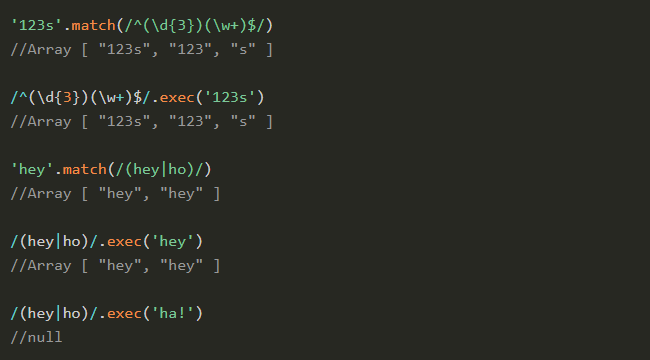 '123s'.match(/^(\d{3})(\w+)$/)
//Array [ "123s", "123", "s" ]
/^(\d{3})(\w+)$/.exec('123s')
//Array [ "123s", "123", "s" ]
'hey'.match(/(hey|ho)/)
//Array [ "hey", "hey" ]
/(hey|ho)/.exec('hey')
//Array [ "hey", "hey" ]
/(hey|ho)/.exec('ha!')
//null